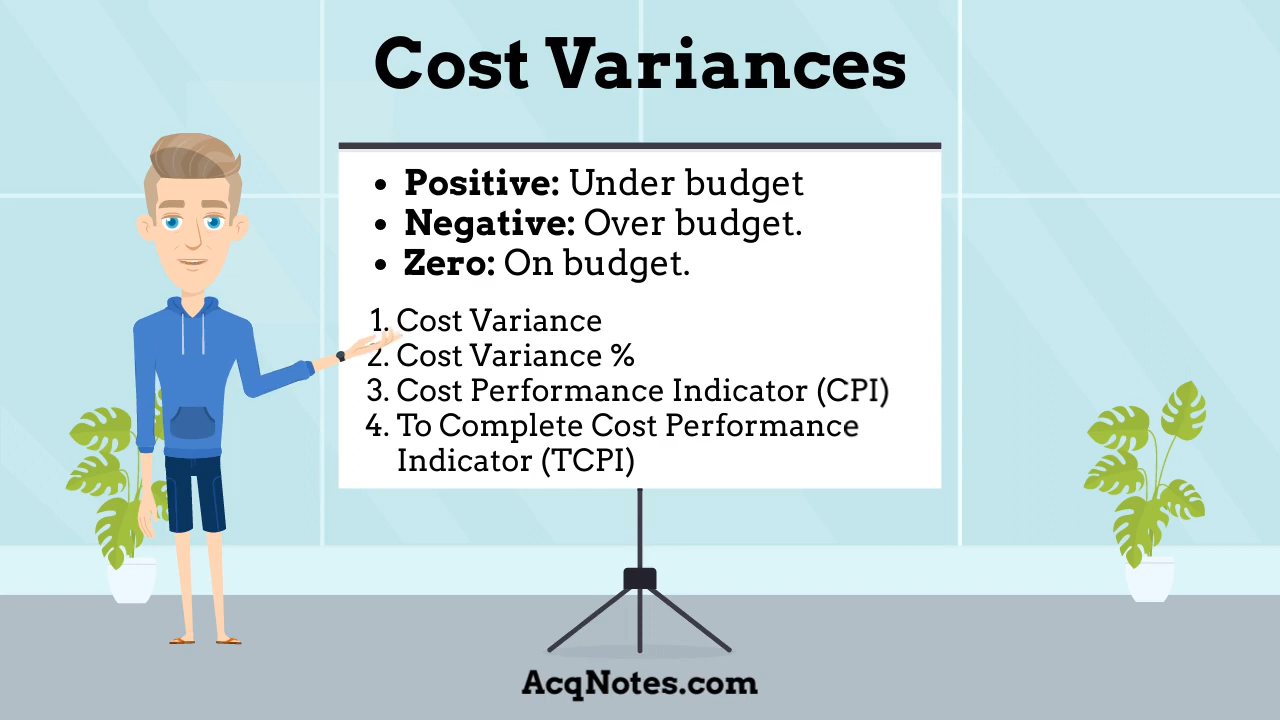 Cost Variances
• Positive: Under budget
• Negative: Over budget.
• Zero: On budget.
1. Cost Variance
2. Cost Variance %
3. Cost Performance Indicator (CPI)
4. To Complete Cost Performance
Indicator (TCPI)
AcqNotes.com